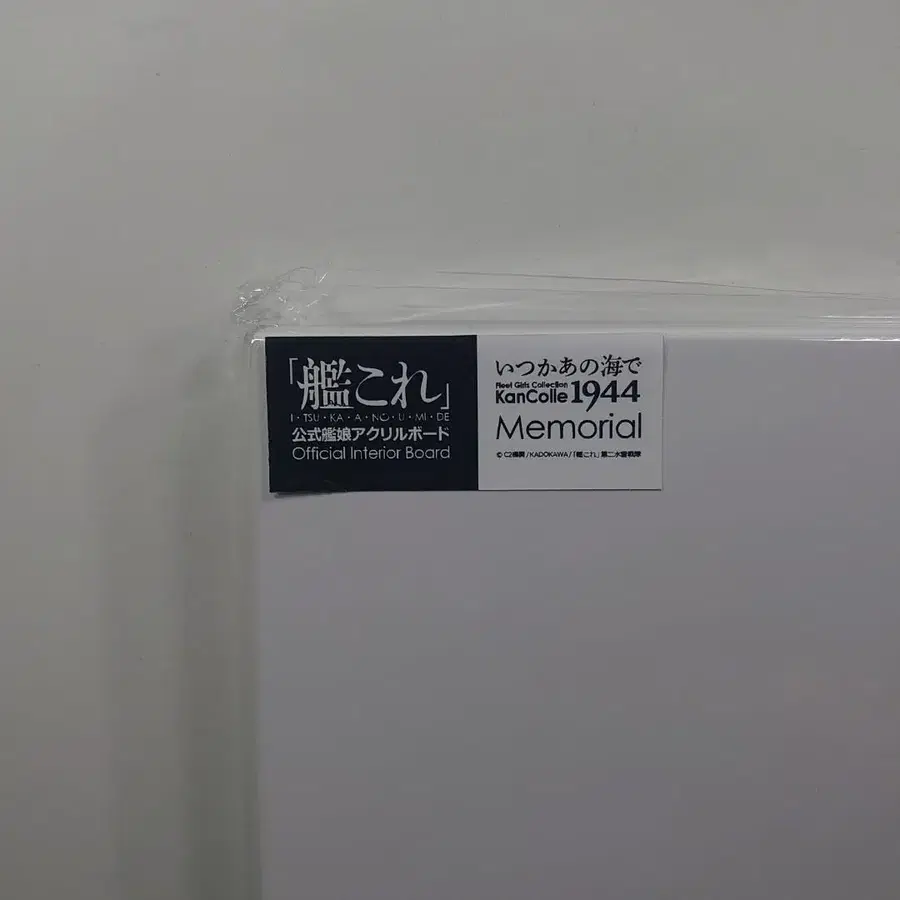 「艦これ」
I・TSU・KA・A・NO・U・MI・DE
公式艦娘アクリルボード
Official Interior Board
いつかあの海で
Fleet Girls Collection
KanColle 1944
Memorial
© C2機関/KADOKAWA/「艦これ」第二水雷戦隊